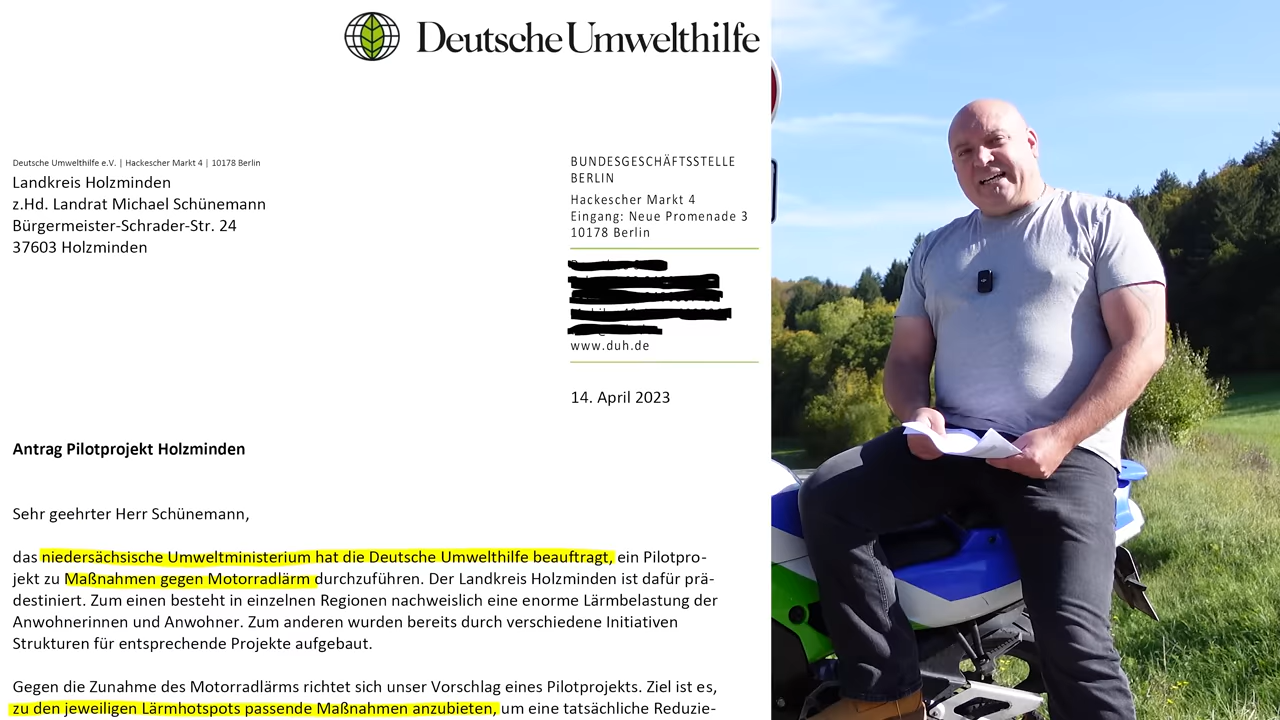 Deutsche Umwelthilfe
Deutsche Umwelthilfe e.V. | Hackescher Markt 4 | 10178 Berlin
Landkreis Holzminden
z.Hd. Landrat Michael Schünemann
Bürgermeister-Schrader-Str. 24
37603 Holzminden
BUNDESGESCHÄFTSSTELLE
BERLIN
Hackescher Markt 4
Eingang: Neue Promenade 3
10178 Berlin
www.duh.de
14. April 2023
Antrag Pilotprojekt Holzminden
Sehr geehrter Herr Schünemann,
das niedersächsische Umweltministerium hat die Deutsche Umwelthilfe beauftragt, ein Pilotpro-
jekt zu Maßnahmen gegen Motorradlärm durchzuführen. Der Landkreis Holzminden ist dafür prä-
destiniert. Zum einen besteht in einzelnen Regionen nachweislich eine enorme Lärmbelastung der
Anwohnerinnen und Anwohner. Zum anderen wurden bereits durch verschiedene Initiativen
Strukturen für entsprechende Projekte aufgebaut.
Gegen die Zunahme des Motorradlärms richtet sich unser Vorschlag eines Pilotprojekts. Ziel ist es,
zu den jeweiligen Lärmhotspots passende Maßnahmen anzubieten, um eine tatsächliche Reduzie-